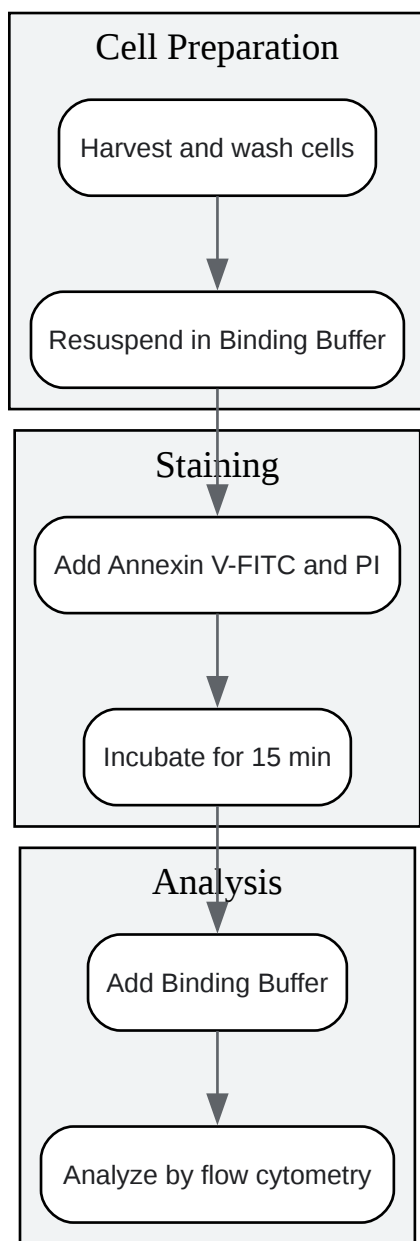 Cell Preparation
Harvest and wash cells
Resuspend in Binding Buffer
Staining
Add Annexin V-FITC and PI
Incubate for 15 min
Analysis
Add Binding Buffer
Analyze by flow cytometry